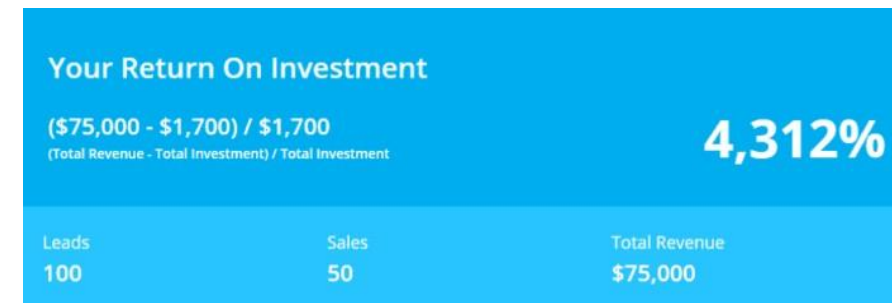 Your Return On Investment
($75,000 - $1,700) / $1,700
(Total Revenue - Total Investment) / Total Investment
4,312%
Leads
100
Sales
50
Total Revenue
$75,000